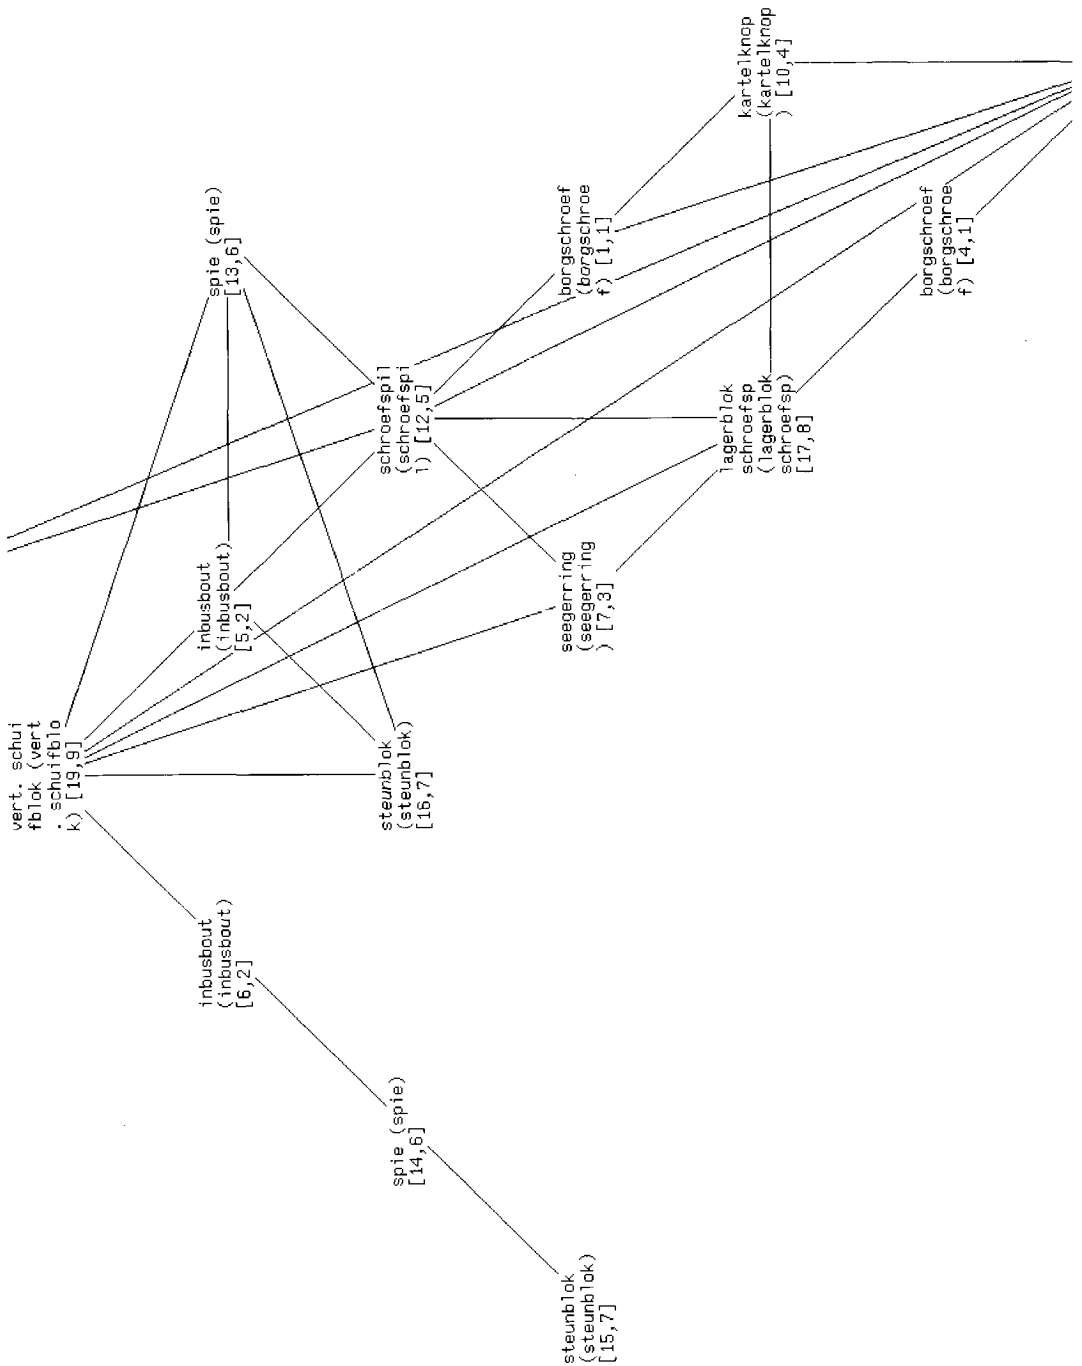 vert. schui
fblok (vert
. schuifblo
k) [19,9]
inbusbout
(inbusbout)
[6,2]
inbusbout
(inbusbout)
[5,2]
spie (spie)
[13,6]
spie (spie)
[14,6]
steunblok
(steunblok)
[16,7]
schroefspil
(schroefspi
l) [12,5]
steunblok
(steunblok)
[15,7]
seegerring
(seegerring
) [7,3]
borgschroef
(borgschroe
f) [1,1]
lagerblok
schroefsp
(lagerblok
schroefsp)
[17,8]
kartelknop
(kartelknop
) [10,4]
borgschroef
(borgschroe
f) [4,1]